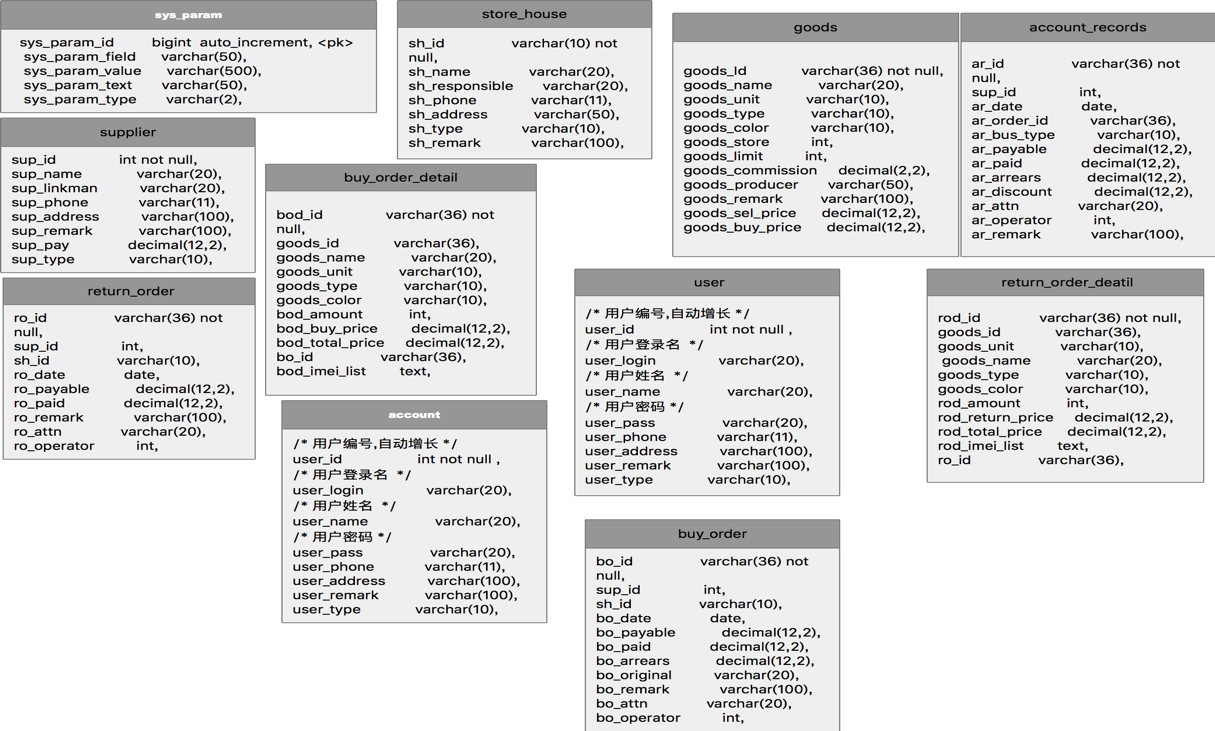 sys_param
sys_param_id bigint auto_increment, <pk>
sys_param_field varchar(50),
sys_param_value varchar(500),
sys_param_text varchar(50),
sys_param_type varchar(2),
supplier
sup_id int not null,
sup_name varchar(20),
sup_linkman varchar(20),
sup_phone varchar(11),
sup_address varchar(100),
sup_remark varchar(100),
sup_pay decimal(12,2),
sup_type varchar(10),
return_order
ro_id varchar(36) not
null,
sup_id int,
sh_id varchar(10),
ro_date date,
ro_payable decimal(12,2),
ro_paid decimal(12,2),
ro_remark varchar(100),
ro_attn varchar(20),
ro_operator int,
store_house
sh_id varchar(10) not
null,
sh_name varchar(20),
sh_responsible varchar(20),
sh_phone varchar(11),
sh_address varchar(50),
sh_type varchar(10),
sh_remark varchar(100),
buy_order_detail
bod_id varchar(36) not
null,
goods_id varchar(36),
goods_name varchar(20),
goods_unit varchar(10),
goods_type varchar(10),
goods_color varchar(10),
bod_amount int,
bod_buy_price decimal(12,2),
bod_total_price decimal(12,2),
bo_id varchar(36),
bod_imei_list text,
account
/* 用户编号,自动增长 */
user_id int not null ,
/* 用户登录名 */
user_login varchar(20),
/* 用户姓名 */
user_name varchar(20),
/* 用户密码 */
user_pass varchar(20),
user_phone varchar(11),
user_address varchar(100),
user_remark varchar(100),
user_type varchar(10),
goods
goods_Id varchar(36) not null,
goods_name varchar(20),
goods_unit varchar(10),
goods_type varchar(10),
goods_color varchar(10),
goods_store int,
goods_limit int,
goods_commission decimal(2,2),
goods_producer varchar(50),
goods_remark varchar(100),
goods_sel_price decimal(12,2),
goods_buy_price decimal(12,2),
account_records
ar_id varchar(36) not
null,
sup_id int,
ar_date date,
ar_order_id varchar(36),
ar_bus_type varchar(10),
ar_payable decimal(12,2),
ar_paid decimal(12,2),
ar_arrears decimal(12,2),
ar_discount decimal(12,2),
ar_attn varchar(20),
ar_operator int,
ar_remark varchar(100),
user
/* 用户编号,自动增长 */
user_id int not null ,
/* 用户登录名 */
user_login varchar(20),
/* 用户姓名 */
user_name varchar(20),
/* 用户密码 */
user_pass varchar(20),
user_phone varchar(11),
user_address varchar(100),
user_remark varchar(100),
user_type varchar(10),
return_order_deatil
rod_id varchar(36) not null,
goods_id varchar(36),
goods_unit varchar(10),
goods_name varchar(20),
goods_type varchar(10),
goods_color varchar(10),
rod_amount int,
rod_return_price decimal(12,2),
rod_total_price decimal(12,2),
rod_imei_list text,
ro_id varchar(36),
buy_order
bo_id varchar(36) not
null,
sup_id int,
sh_id varchar(10),
bo_date date,
bo_payable decimal(12,2),
bo_paid decimal(12,2),
bo_arrears decimal(12,2),
bo_original varchar(20),
bo_remark varchar(100),
bo_attn varchar(20),
bo_operator int,